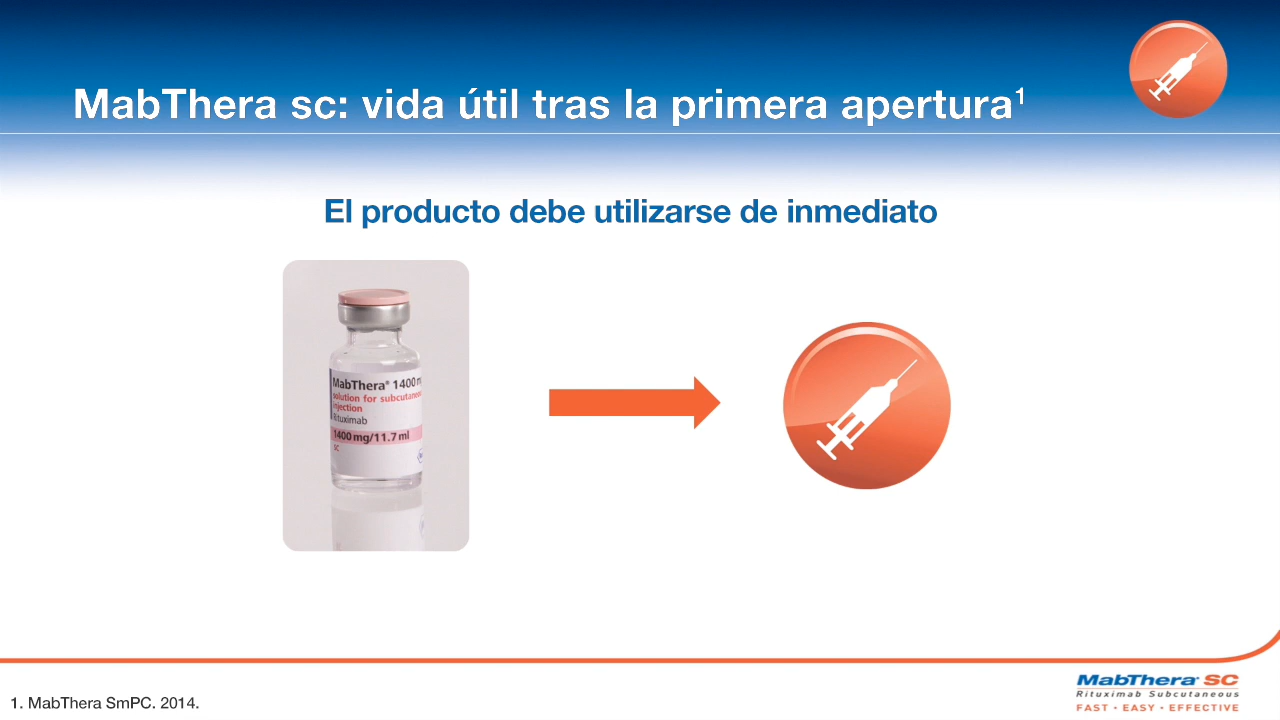 MabThera sc: vida útil tras la primera apertura¹
El producto debe utilizarse de inmediato
MabThera® 1400 m
solution for subcutaneo
injection
Rituximab
1400 mg/11.7 ml
SC
1. MabThera SmPC. 2014.
MabThera® SC
Rituximab Subcutaneous
FAST · EASY · EFFECTIVE